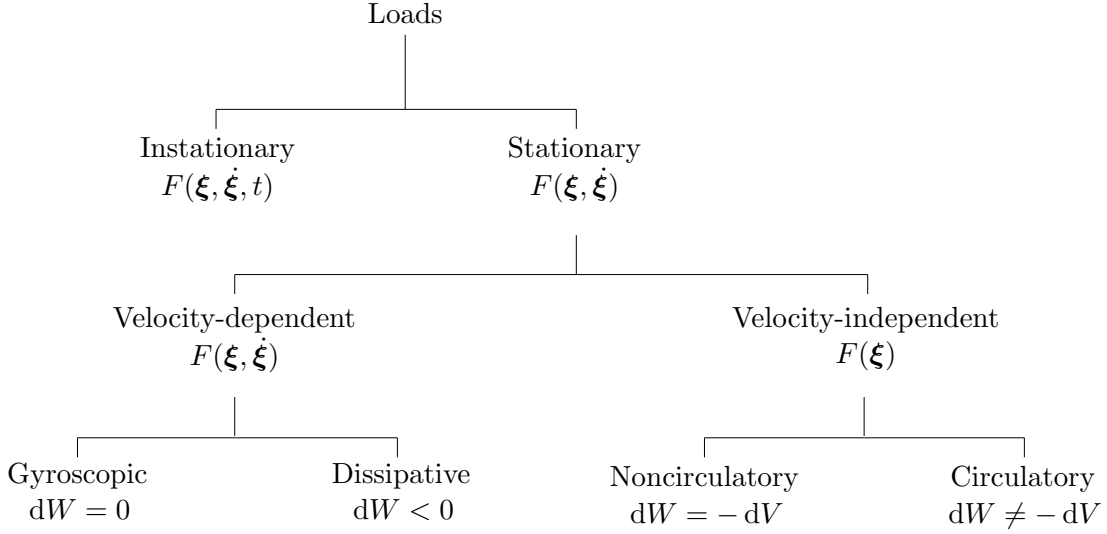 Loads
Instationary
F(ξ, ξ̇, t)
Stationary
F(ξ, ξ̇)
Velocity-dependent
F(ξ, ξ̇)
Velocity-independent
F(ξ)
Gyroscopic
dW = 0
Dissipative
dW < 0
Noncirculatory
dW = − dV
Circulatory
dW ≠ − dV